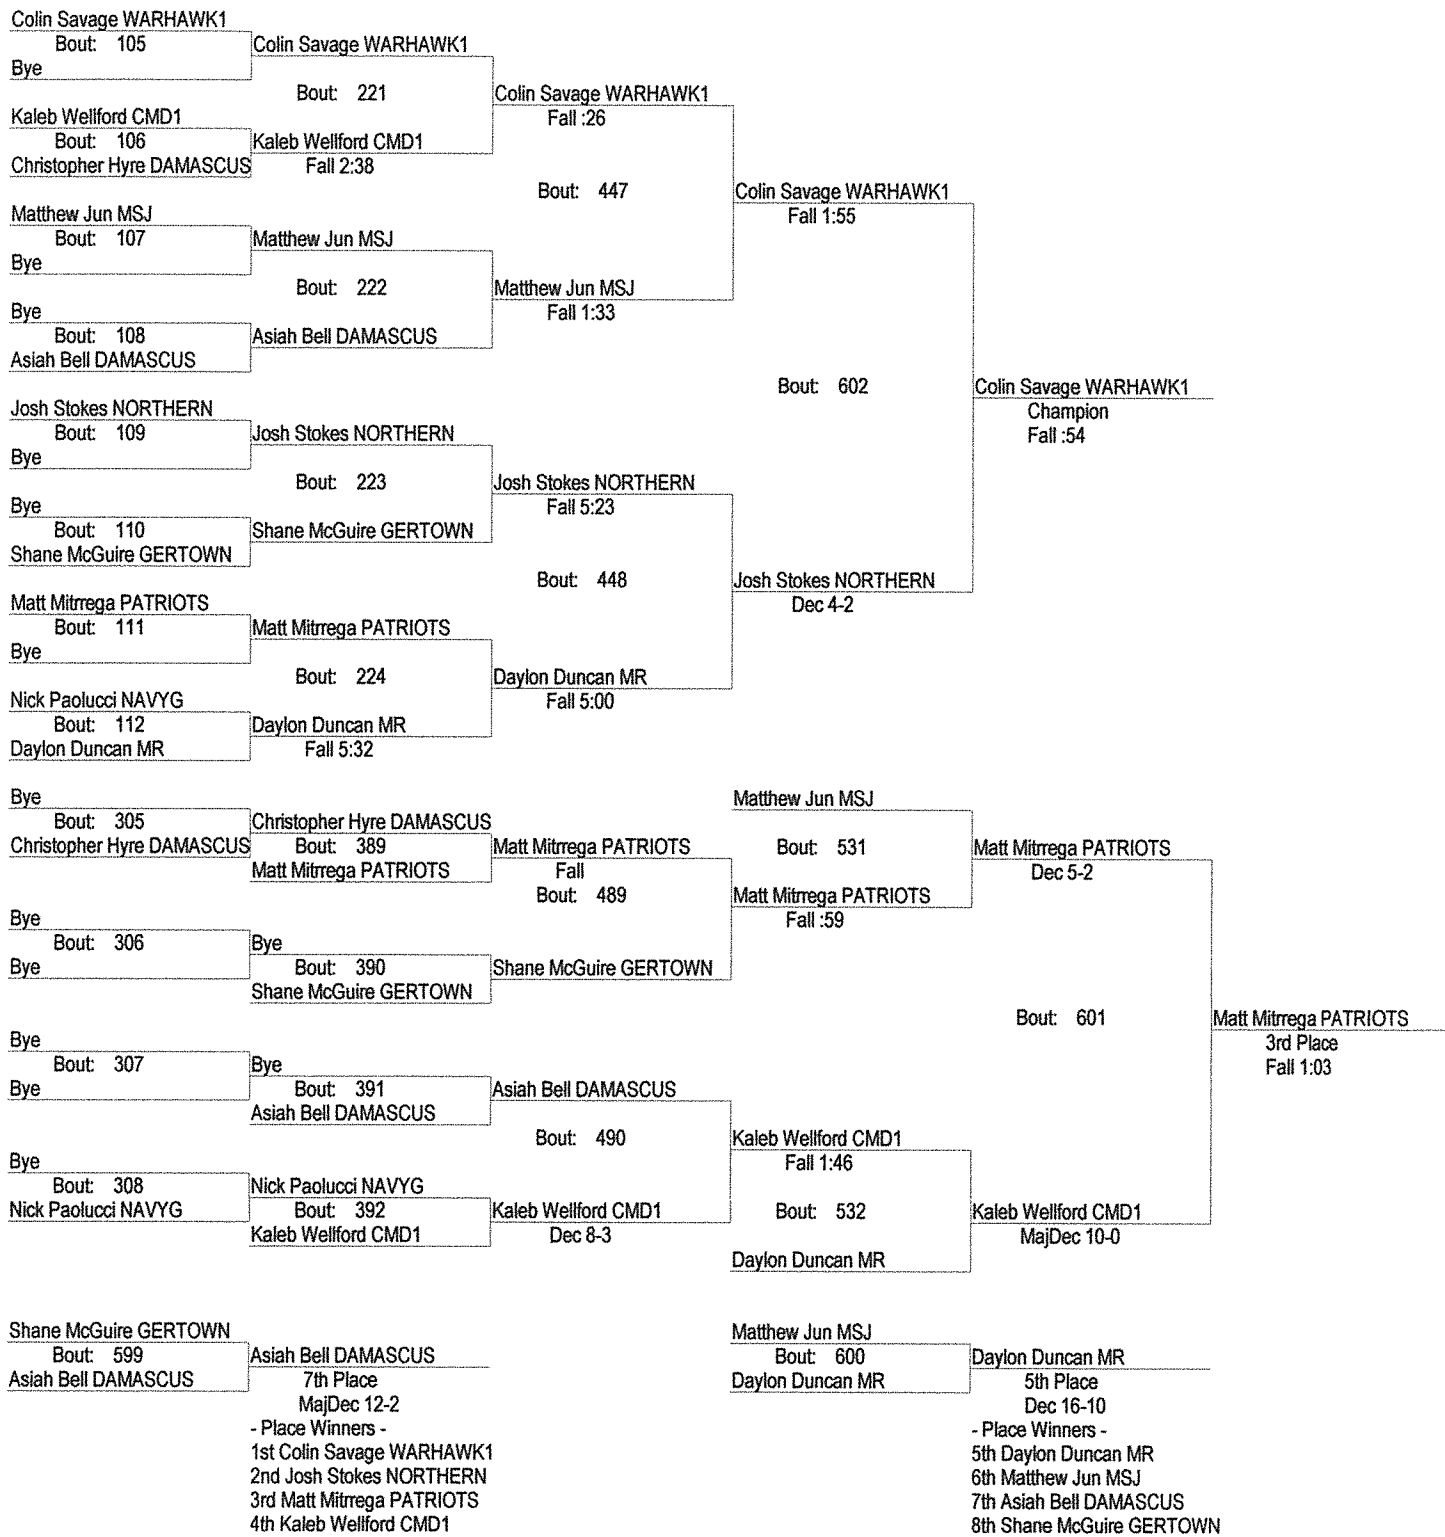 Colin Savage WARHAWK1
Bout: 105
Bye
Colin Savage WARHAWK1
Bout: 221
Kaleb Wellford CMD1
Bout: 106
Christopher Hyre DAMASCUS
Kaleb Wellford CMD1
Fall 2:38
Colin Savage WARHAWK1
Fall :26
Bout: 447
Matthew Jun MSJ
Bout: 107
Bye
Matthew Jun MSJ
Bout: 222
Bye
Bout: 108
Asiah Bell DAMASCUS
Asiah Bell DAMASCUS
Matthew Jun MSJ
Fall 1:33
Colin Savage WARHAWK1
Fall 1:55
Bout: 602
Josh Stokes NORTHERN
Bout: 109
Bye
Josh Stokes NORTHERN
Bout: 223
Bye
Bout: 110
Shane McGuire GERTOWN
Shane McGuire GERTOWN
Josh Stokes NORTHERN
Fall 5:23
Bout: 448
Matt Mitrrega PATRIOTS
Bout: 111
Bye
Matt Mitrrega PATRIOTS
Bout: 224
Nick Paolucci NAVYG
Bout: 112
Daylon Duncan MR
Daylon Duncan MR
Fall 5:32
Daylon Duncan MR
Fall 5:00
Josh Stokes NORTHERN
Dec 4-2
Colin Savage WARHAWK1
Champion
Fall :54
Bye
Bout: 305
Christopher Hyre DAMASCUS
Christopher Hyre DAMASCUS
Bout: 389
Matt Mitrrega PATRIOTS
Matt Mitrrega PATRIOTS
Fall
Bout: 489
Bye
Bout: 306
Bye
Bye
Bout: 390
Shane McGuire GERTOWN
Shane McGuire GERTOWN
Matthew Jun MSJ
Bout: 531
Matt Mitrrega PATRIOTS
Fall :59
Matt Mitrrega PATRIOTS
Dec 5-2
Bout: 601
Bye
Bout: 307
Bye
Bye
Bout: 391
Asiah Bell DAMASCUS
Asiah Bell DAMASCUS
Bout: 490
Bye
Bout: 308
Nick Paolucci NAVYG
Nick Paolucci NAVYG
Bout: 392
Kaleb Wellford CMD1
Kaleb Wellford CMD1
Dec 8-3
Kaleb Wellford CMD1
Fall 1:46
Bout: 532
Daylon Duncan MR
Kaleb Wellford CMD1
MajDec 10-0
Matt Mitrrega PATRIOTS
3rd Place
Fall 1:03
Shane McGuire GERTOWN
Bout: 599
Asiah Bell DAMASCUS
Asiah Bell DAMASCUS
7th Place
MajDec 12-2
- Place Winners -
1st Colin Savage WARHAWK1
2nd Josh Stokes NORTHERN
3rd Matt Mitrrega PATRIOTS
4th Kaleb Wellford CMD1
Matthew Jun MSJ
Bout: 600
Daylon Duncan MR
Daylon Duncan MR
5th Place
Dec 16-10
- Place Winners -
5th Daylon Duncan MR
6th Matthew Jun MSJ
7th Asiah Bell DAMASCUS
8th Shane McGuire GERTOWN